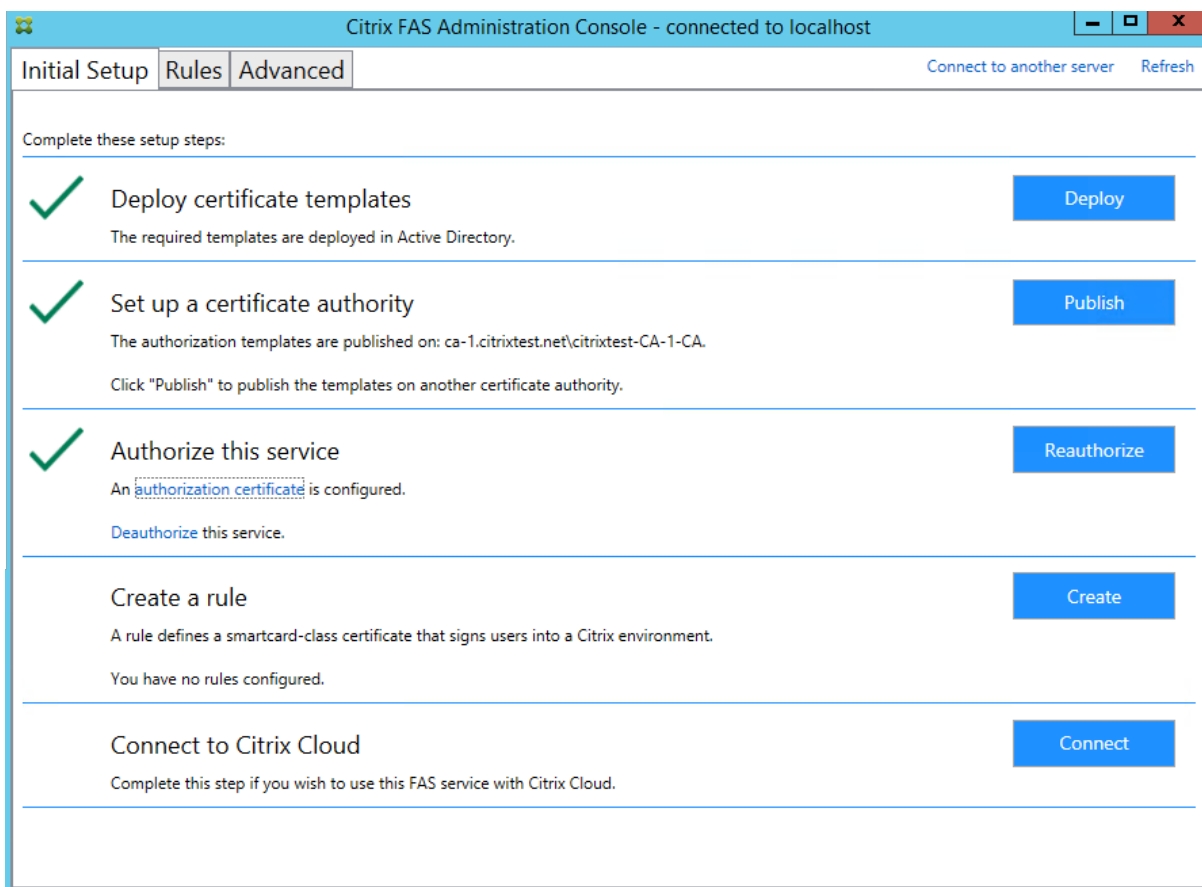 Citrix FAS Administration Console - connected to localhost
Initial Setup Rules Advanced Connect to another server Refresh
Complete these setup steps:
Deploy certificate templates Deploy
The required templates are deployed in Active Directory.
Set up a certificate authority Publish
The authorization templates are published on: ca-1.citrixtest.net\citrixtest-CA-1-CA.
Click "Publish" to publish the templates on another certificate authority.
Authorize this service Reauthorize
An authorization certificate is configured.
Deauthorize this service.
Create a rule Create
A rule defines a smartcard-class certificate that signs users into a Citrix environment.
You have no rules configured.
Connect to Citrix Cloud Connect
Complete this step if you wish to use this FAS service with Citrix Cloud.